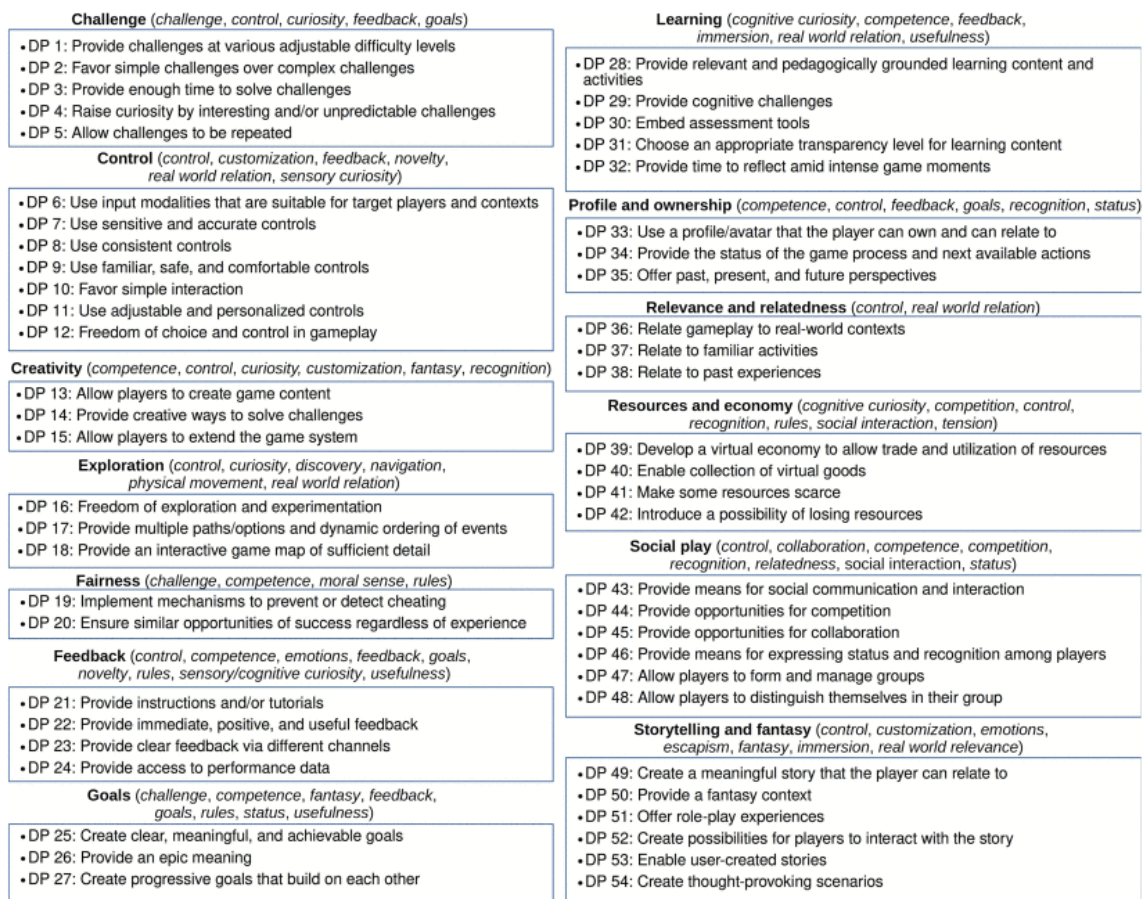 Challenge (challenge, control, curiosity, feedback, goals)
• DP 1: Provide challenges at various adjustable difficulty levels
• DP 2: Favor simple challenges over complex challenges
• DP 3: Provide enough time to solve challenges
• DP 4: Raise curiosity by interesting and/or unpredictable challenges
• DP 5: Allow challenges to be repeated
Control (control, customization, feedback, novelty,
real world relation, sensory curiosity)
• DP 6: Use input modalities that are suitable for target players and contexts
• DP 7: Use sensitive and accurate controls
• DP 8: Use consistent controls
• DP 9: Use familiar, safe, and comfortable controls
• DP 10: Favor simple interaction
• DP 11: Use adjustable and personalized controls
• DP 12: Freedom of choice and control in gameplay
Creativity (competence, control, curiosity, customization, fantasy, recognition)
• DP 13: Allow players to create game content
• DP 14: Provide creative ways to solve challenges
• DP 15: Allow players to extend the game system
Exploration (control, curiosity, discovery, navigation,
physical movement, real world relation)
• DP 16: Freedom of exploration and experimentation
• DP 17: Provide multiple paths/options and dynamic ordering of events
• DP 18: Provide an interactive game map of sufficient detail
Fairness (challenge, competence, moral sense, rules)
• DP 19: Implement mechanisms to prevent or detect cheating
• DP 20: Ensure similar opportunities of success regardless of experience
Feedback (control, competence, emotions, feedback, goals,
novelty, rules, sensory/cognitive curiosity, usefulness)
• DP 21: Provide instructions and/or tutorials
• DP 22: Provide immediate, positive, and useful feedback
• DP 23: Provide clear feedback via different channels
• DP 24: Provide access to performance data
Goals (challenge, competence, fantasy, feedback,
goals, rules, status, usefulness)
• DP 25: Create clear, meaningful, and achievable goals
• DP 26: Provide an epic meaning
• DP 27: Create progressive goals that build on each other
Learning (cognitive curiosity, competence, feedback,
immersion, real world relation, usefulness)
• DP 28: Provide relevant and pedagogically grounded learning content and
activities
• DP 29: Provide cognitive challenges
• DP 30: Embed assessment tools
• DP 31: Choose an appropriate transparency level for learning content
• DP 32: Provide time to reflect amid intense game moments
Profile and ownership (competence, control, feedback, goals, recognition, status)
• DP 33: Use a profile/avatar that the player can own and can relate to
• DP 34: Provide the status of the game process and next available actions
• DP 35: Offer past, present, and future perspectives
Relevance and relatedness (control, real world relation)
• DP 36: Relate gameplay to real-world contexts
• DP 37: Relate to familiar activities
• DP 38: Relate to past experiences
Resources and economy (cognitive curiosity, competition, control,
recognition, rules, social interaction, tension)
• DP 39: Develop a virtual economy to allow trade and utilization of resources
• DP 40: Enable collection of virtual goods
• DP 41: Make some resources scarce
• DP 42: Introduce a possibility of losing resources
Social play (control, collaboration, competence, competition,
recognition, relatedness, social interaction, status)
• DP 43: Provide means for social communication and interaction
• DP 44: Provide opportunities for competition
• DP 45: Provide opportunities for collaboration
• DP 46: Provide means for expressing status and recognition among players
• DP 47: Allow players to form and manage groups
• DP 48: Allow players to distinguish themselves in their group
Storytelling and fantasy (control, customization, emotions,
escapism, fantasy, immersion, real world relevance)
• DP 49: Create a meaningful story that the player can relate to
• DP 50: Provide a fantasy context
• DP 51: Offer role-play experiences
• DP 52: Create possibilities for players to interact with the story
• DP 53: Enable user-created stories
• DP 54: Create thought-provoking scenarios